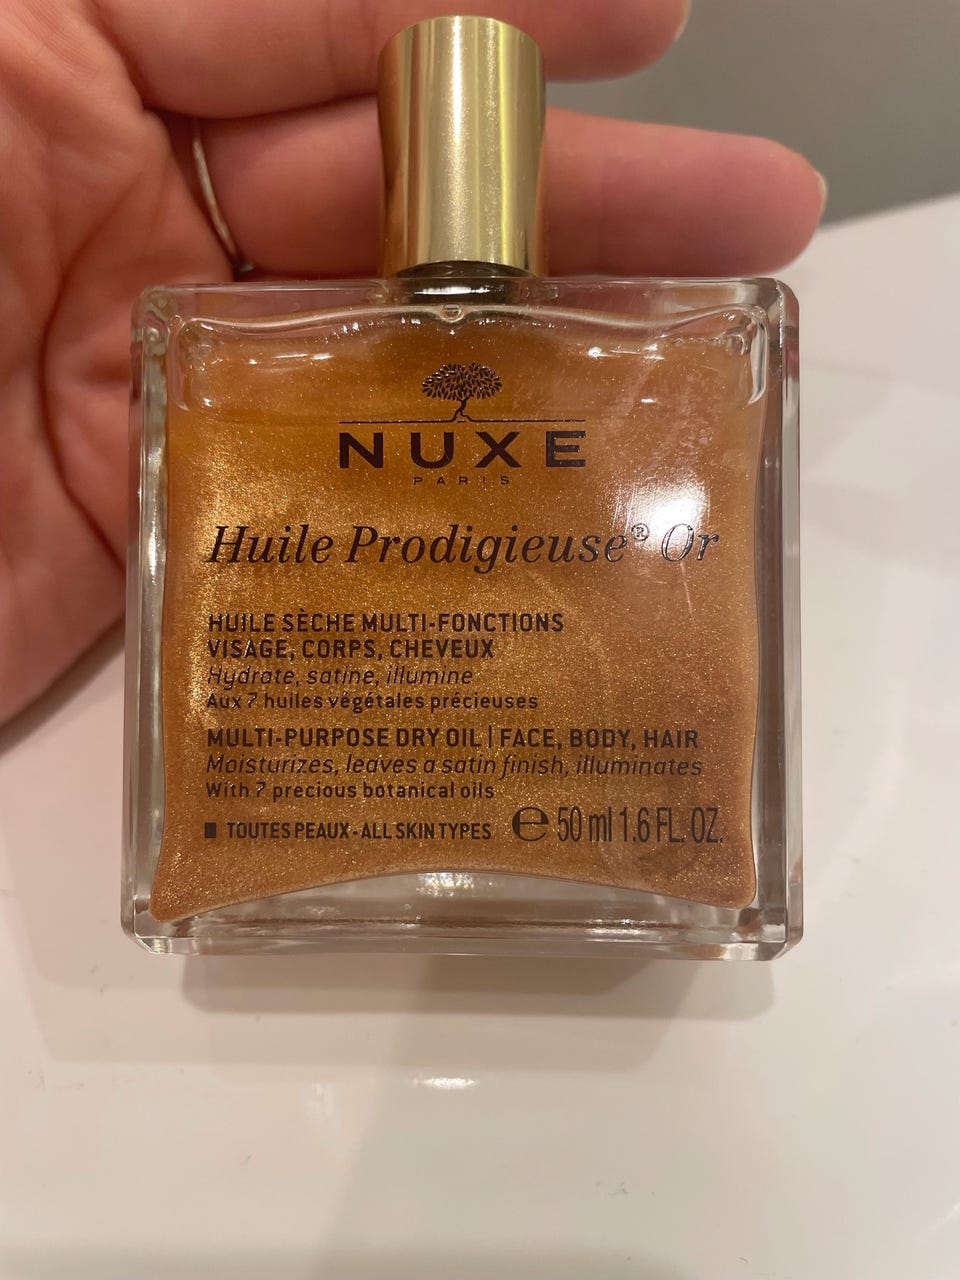 NUXE
PARIS
Huile Prodigieuse® Or
HUILE SÈCHE MULTI-FONCTIONS
VISAGE, CORPS, CHEVEUX
Hydrate, satine, illumine
Aux 7 huiles végétales précieuses
MULTI-PURPOSE DRY OIL | FACE, BODY, HAIR
Moisturizes, leaves a satin finish, illuminates
With 7 precious botanical oils
■ TOUTES PEAUX - ALL SKIN TYPES ℮ 50 ml 1.6 FL. OZ.